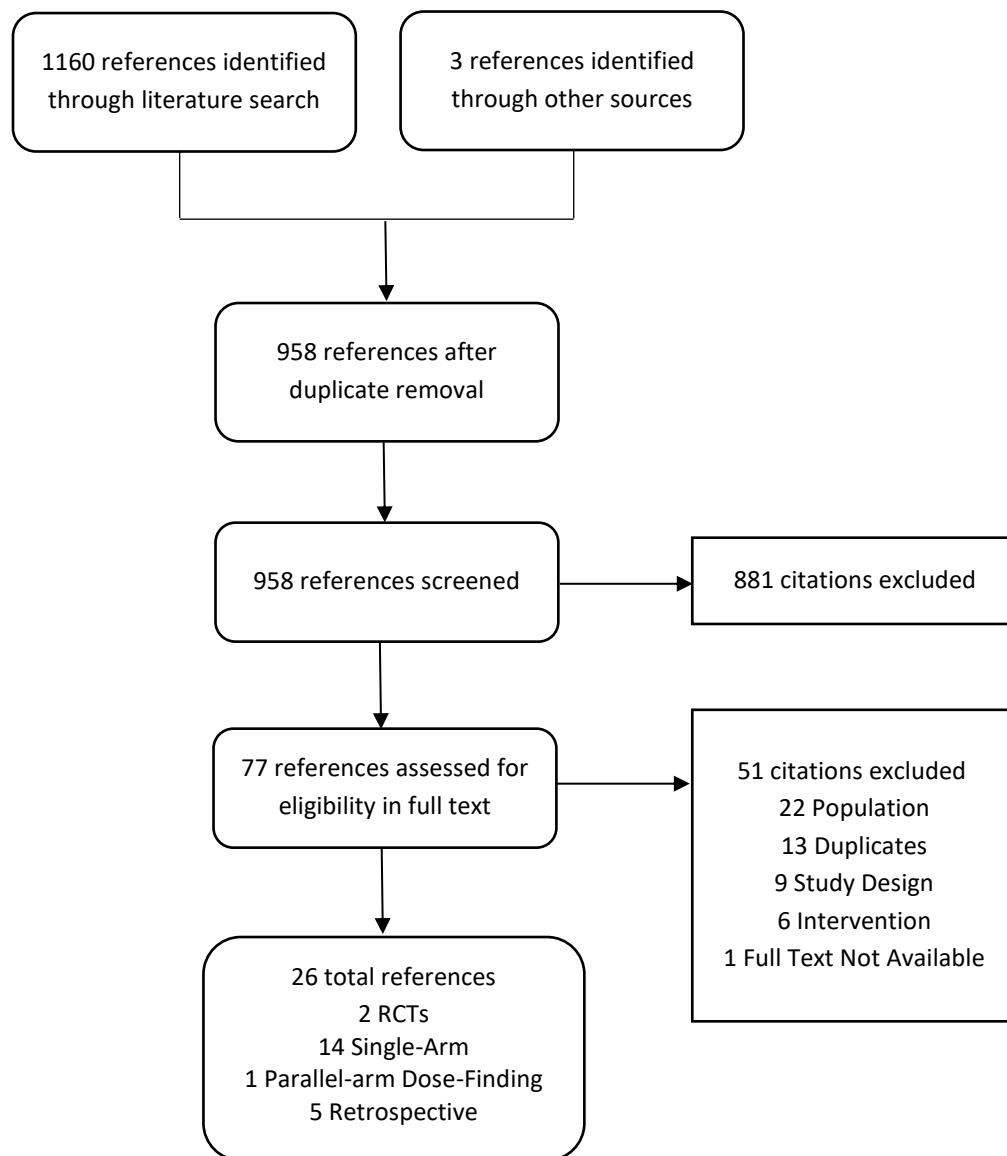 1160 references identified
through literature search
3 references identified
through other sources
958 references after
duplicate removal
958 references screened
881 citations excluded
77 references assessed for
eligibility in full text
51 citations excluded
22 Population
13 Duplicates
9 Study Design
6 Intervention
1 Full Text Not Available
26 total references
2 RCTs
14 Single-Arm
1 Parallel-arm Dose-Finding
5 Retrospective